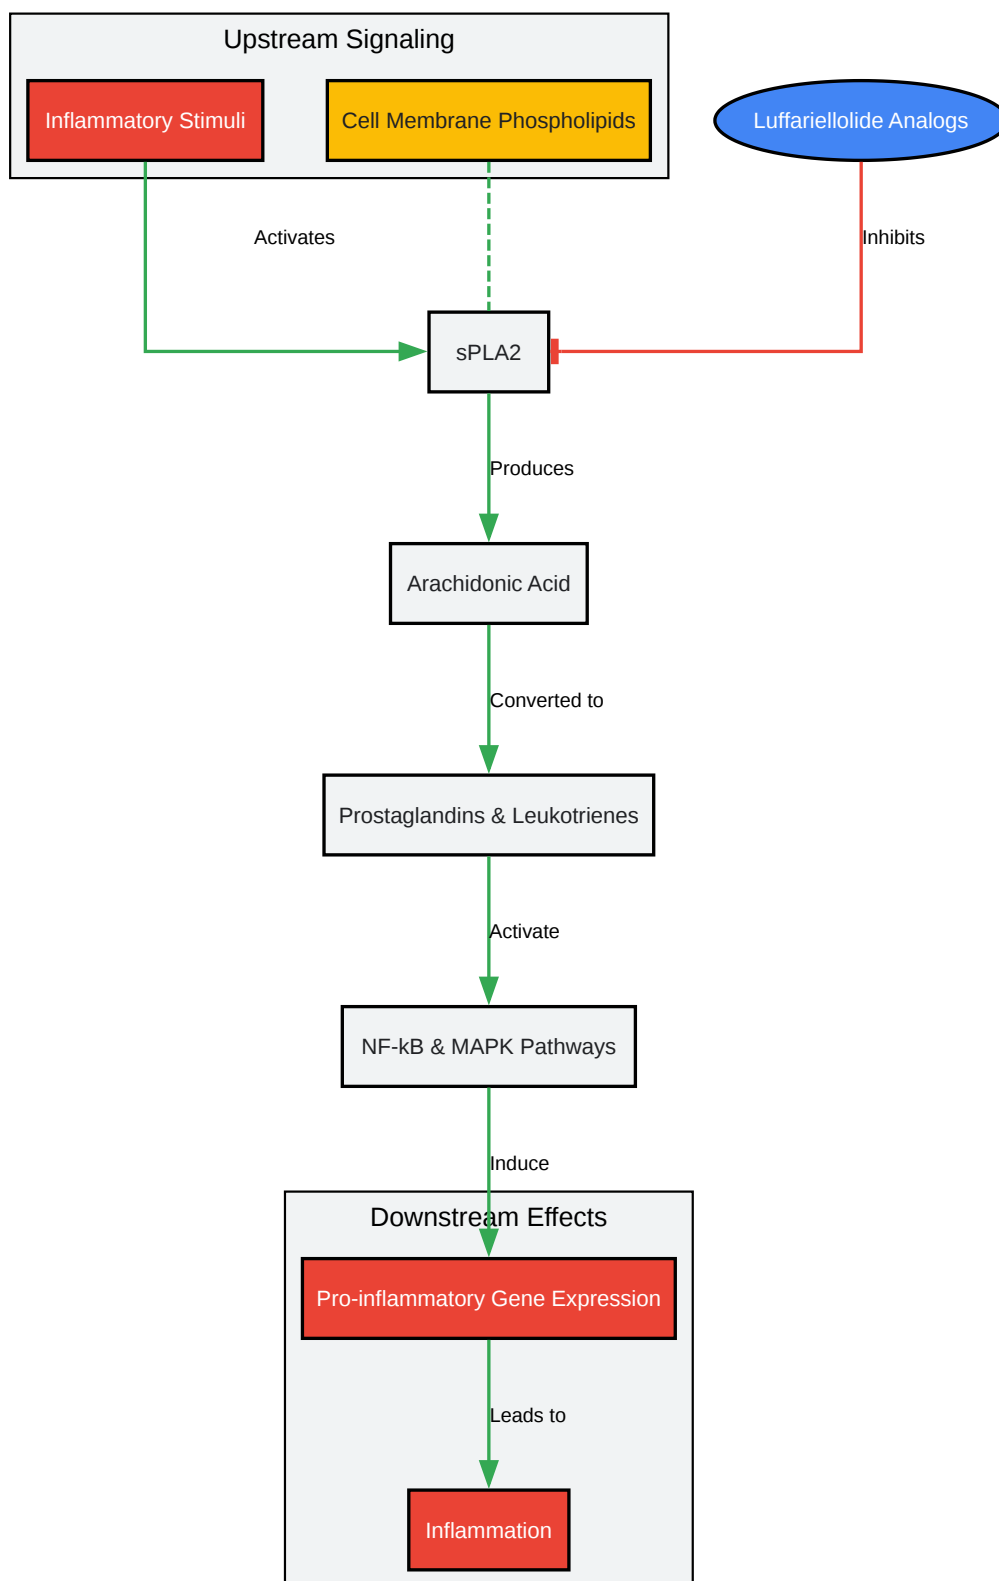 Upstream Signaling
Inflammatory Stimuli
Cell Membrane Phospholipids
Luffariellolide Analogs
Activates
Inhibits
sPLA2
Produces
Arachidonic Acid
Converted to
Prostaglandins & Leukotrienes
Activate
NF-kB & MAPK Pathways
Induce
Downstream Effects
Pro-inflammatory Gene Expression
Leads to
Inflammation